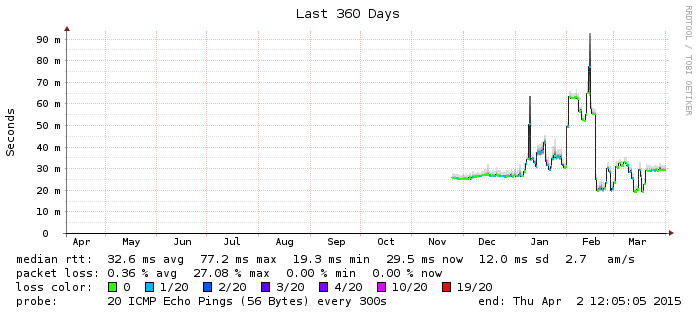 Last 360 Days
RRDTOOL / TOBI OETIKER
Seconds
90 m
80 m
70 m
60 m
50 m
40 m
30 m
20 m
10 m
0
Apr May Jun Jul Aug Sep Oct Nov Dec Jan Feb Mar
median rtt: 32.6 ms avg 77.2 ms max 19.3 ms min 29.5 ms now 12.0 ms sd 2.7 am/s
packet loss: 0.36 % avg 27.08 % max 0.00 % min 0.00 % now
loss color: 0 1/20 2/20 3/20 4/20 10/20 19/20
probe: 20 ICMP Echo Pings (56 Bytes) every 300s end: Thu Apr 2 12:05:05 2015